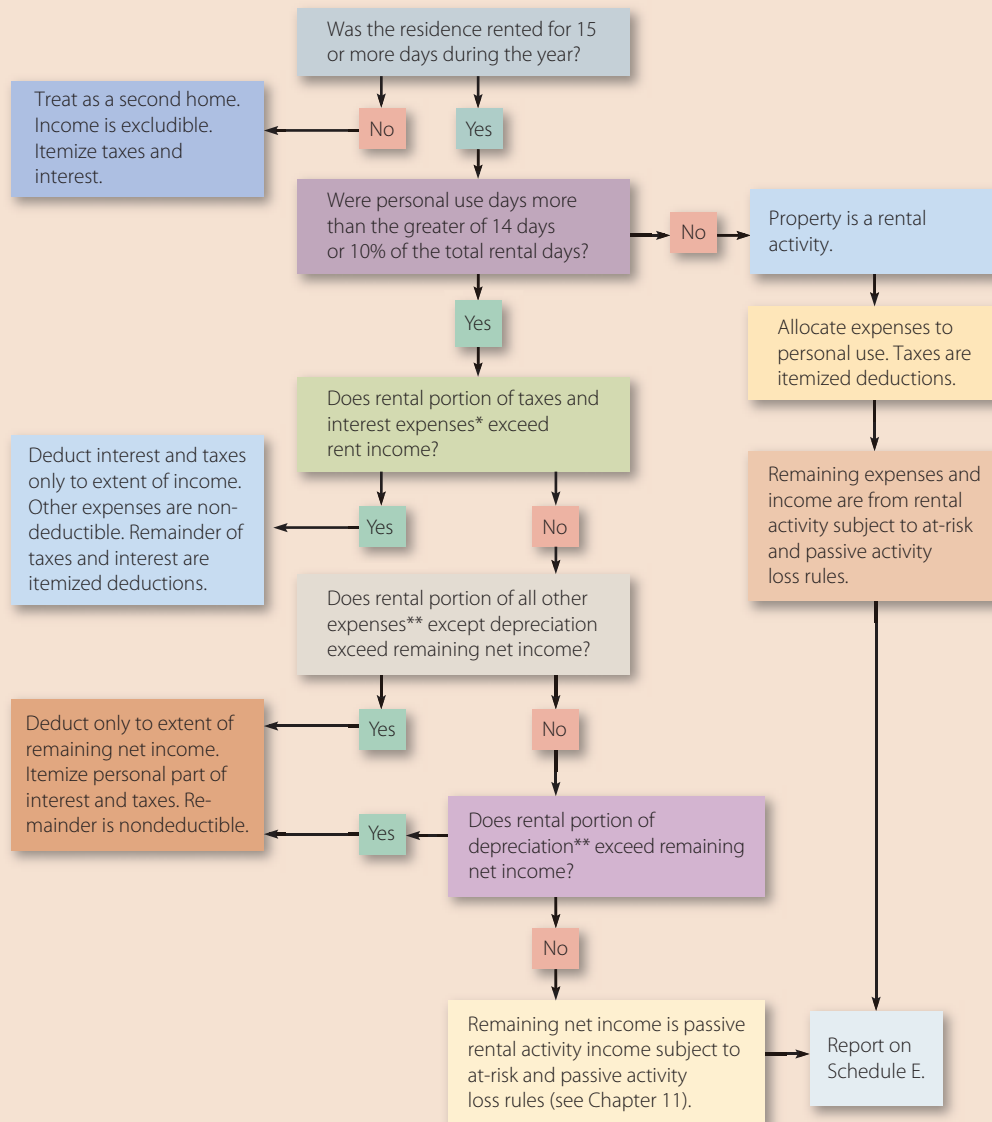 Was the residence rented for 15
or more days during the year?
Treat as a second home.
Income is excludible.
Itemize taxes and
interest.
No
Yes
Were personal use days more
than the greater of 14 days
or 10% of the total rental days?
No
Property is a rental
activity.
Yes
Allocate expenses to
personal use. Taxes are
itemized deductions.
Does rental portion of taxes and
interest expenses* exceed
rent income?
Deduct interest and taxes
only to extent of income.
Other expenses are non-
deductible. Remainder of
taxes and interest are
itemized deductions.
Yes
No
Remaining expenses and
income are from rental
activity subject to at-risk
and passive activity
loss rules.
Does rental portion of all other
expenses** except depreciation
exceed remaining net income?
Deduct only to extent of
remaining net income.
Itemize personal part of
interest and taxes. Re-
mainder is nondeductible.
Yes
No
Yes
Does rental portion of
depreciation** exceed remaining
net income?
No
Remaining net income is passive
rental activity income subject to
at-risk and passive activity
loss rules (see Chapter 11).
Report on
Schedule E.